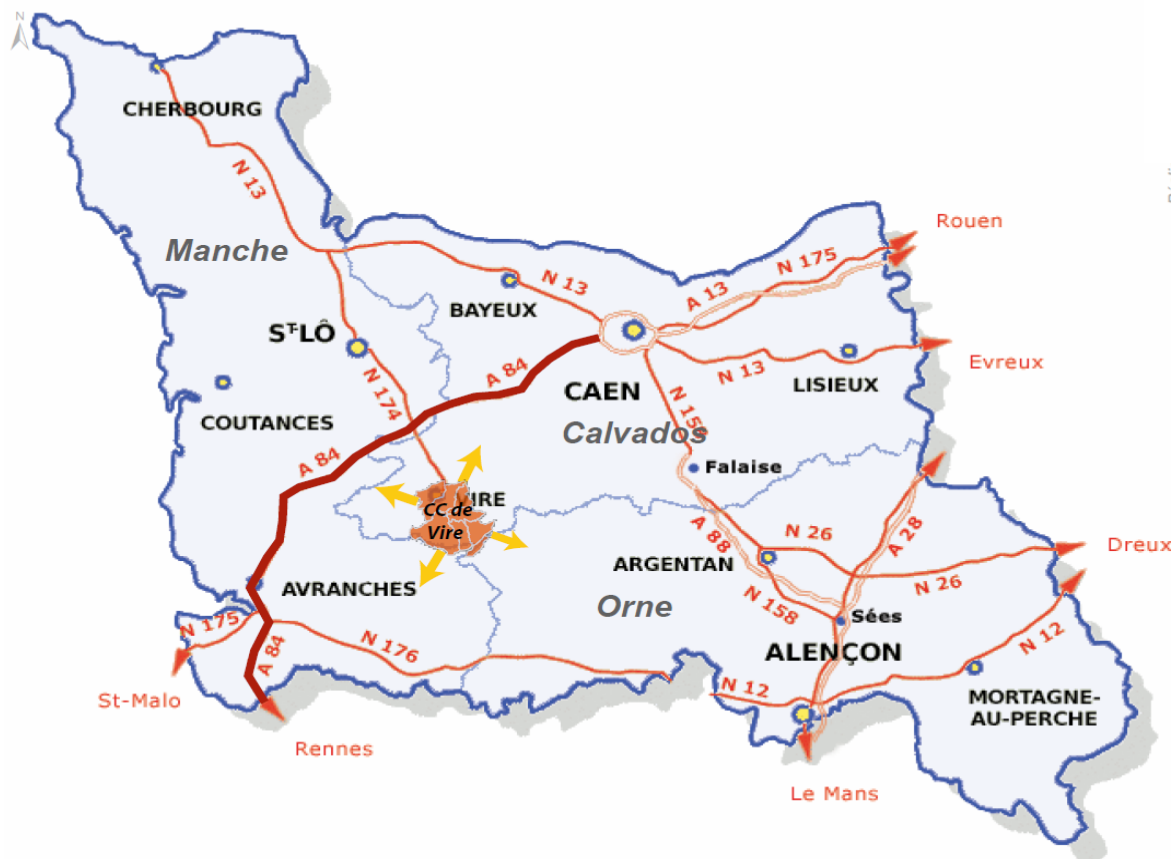 N
CHERBOURG
N 13
Manche
Rouen
N 175
A 13
N 13
BAYEUX
STLÔ
Evreux
N 13
LISIEUX
A 84
CAEN
N 174
COUTANCES
N 158
Calvados
A 84
Falaise
VIRE
CC de
Vire
A 88
N 26
A 28
Dreux
ARGENTAN
N 26
AVRANCHES
Orne
N 158
Sées
N 175
N 176
A 84
ALENÇON
N 12
N 12
St-Malo
MORTAGNE-
AU-PERCHE
Rennes
Le Mans